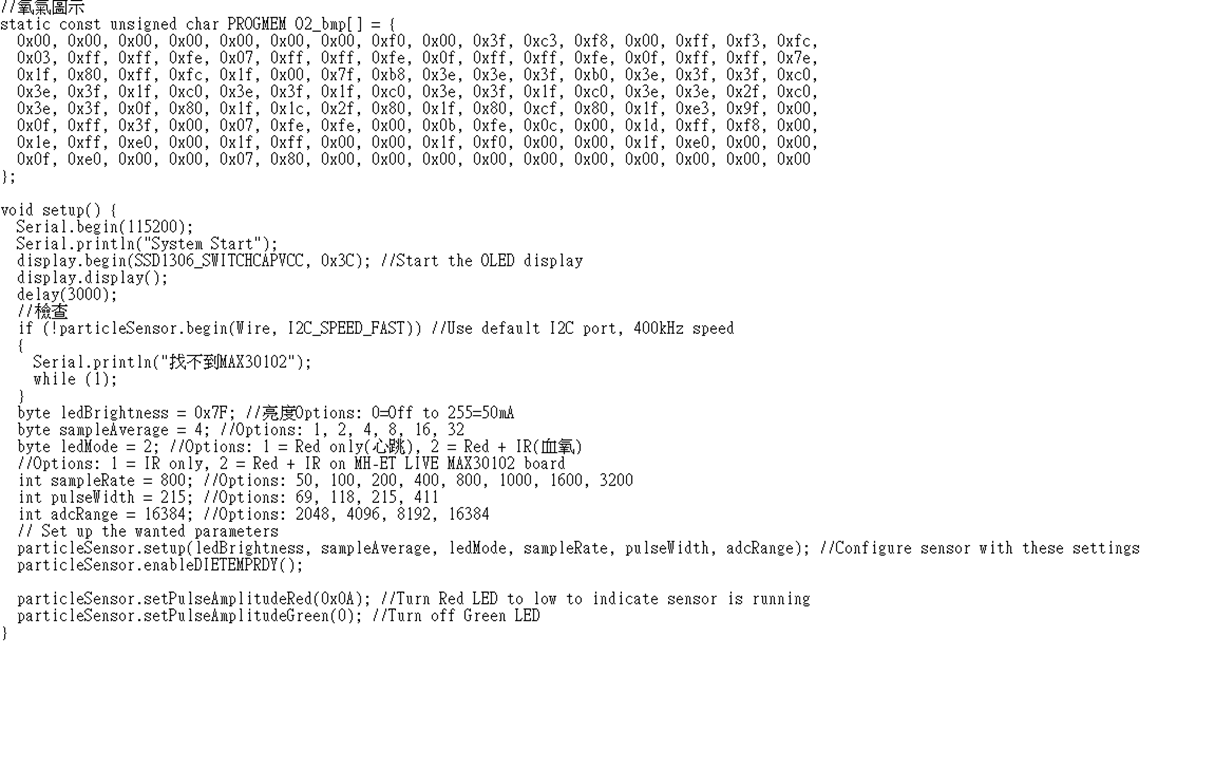 //氧氣圖示
static const unsigned char PROGMEM O2_bmp[] = {
  0x00, 0x00, 0x00, 0x00, 0x00, 0x00, 0x00, 0xf0, 0x00, 0x3f, 0xc3, 0xf8, 0x00, 0xff, 0xf3, 0xfc,
  0x03, 0xff, 0xff, 0xfe, 0x07, 0xff, 0xff, 0xfe, 0x0f, 0xff, 0xff, 0xfe, 0x0f, 0xff, 0xff, 0x7e,
  0x1f, 0x80, 0xff, 0xfc, 0x1f, 0x00, 0x7f, 0xb8, 0x3e, 0x3e, 0x3f, 0xb0, 0x3e, 0x3f, 0x3f, 0xc0,
  0x3e, 0x3f, 0x1f, 0xc0, 0x3e, 0x3f, 0x1f, 0xc0, 0x3e, 0x3f, 0x1f, 0xc0, 0x3e, 0x3e, 0x2f, 0xc0,
  0x3e, 0x3f, 0x0f, 0x80, 0x1f, 0x1c, 0x2f, 0x80, 0x1f, 0x80, 0xcf, 0x80, 0x1f, 0xe3, 0x9f, 0x00,
  0x0f, 0xff, 0x3f, 0x00, 0x07, 0xfe, 0xfe, 0x00, 0x0b, 0xfe, 0x0c, 0x00, 0x1d, 0xff, 0xf8, 0x00,
  0x1e, 0xff, 0xe0, 0x00, 0x1f, 0xff, 0x00, 0x00, 0x1f, 0xf0, 0x00, 0x00, 0x1f, 0xe0, 0x00, 0x00,
  0x0f, 0xe0, 0x00, 0x00, 0x07, 0x80, 0x00, 0x00, 0x00, 0x00, 0x00, 0x00, 0x00, 0x00, 0x00, 0x00
};
void setup() {
  Serial.begin(115200);
  Serial.println("System Start");
  display.begin(SSD1306_SWITCHCAPVCC, 0x3C); //Start the OLED display
  display.display();
  delay(3000);
  //檢查
  if (!particleSensor.begin(Wire, I2C_SPEED_FAST)) //Use default I2C port, 400kHz speed
  {
    Serial.println("找不到MAX30102");
    while (1);
  }
  byte ledBrightness = 0x7F; //亮度Options: 0=Off to 255=50mA
  byte sampleAverage = 4; //Options: 1, 2, 4, 8, 16, 32
  byte ledMode = 2; //Options: 1 = Red only(心跳), 2 = Red + IR(血氧)
  //Options: 1 = IR only, 2 = Red + IR on MH-ET LIVE MAX30102 board
  int sampleRate = 800; //Options: 50, 100, 200, 400, 800, 1000, 1600, 3200
  int pulseWidth = 215; //Options: 69, 118, 215, 411
  int adcRange = 16384; //Options: 2048, 4096, 8192, 16384
  // Set up the wanted parameters
  particleSensor.setup(ledBrightness, sampleAverage, ledMode, sampleRate, pulseWidth, adcRange); //Configure sensor with these settings
  particleSensor.enableDIETEMPRDY();
  particleSensor.setPulseAmplitudeRed(0x0A); //Turn Red LED to low to indicate sensor is running
  particleSensor.setPulseAmplitudeGreen(0); //Turn off Green LED
}